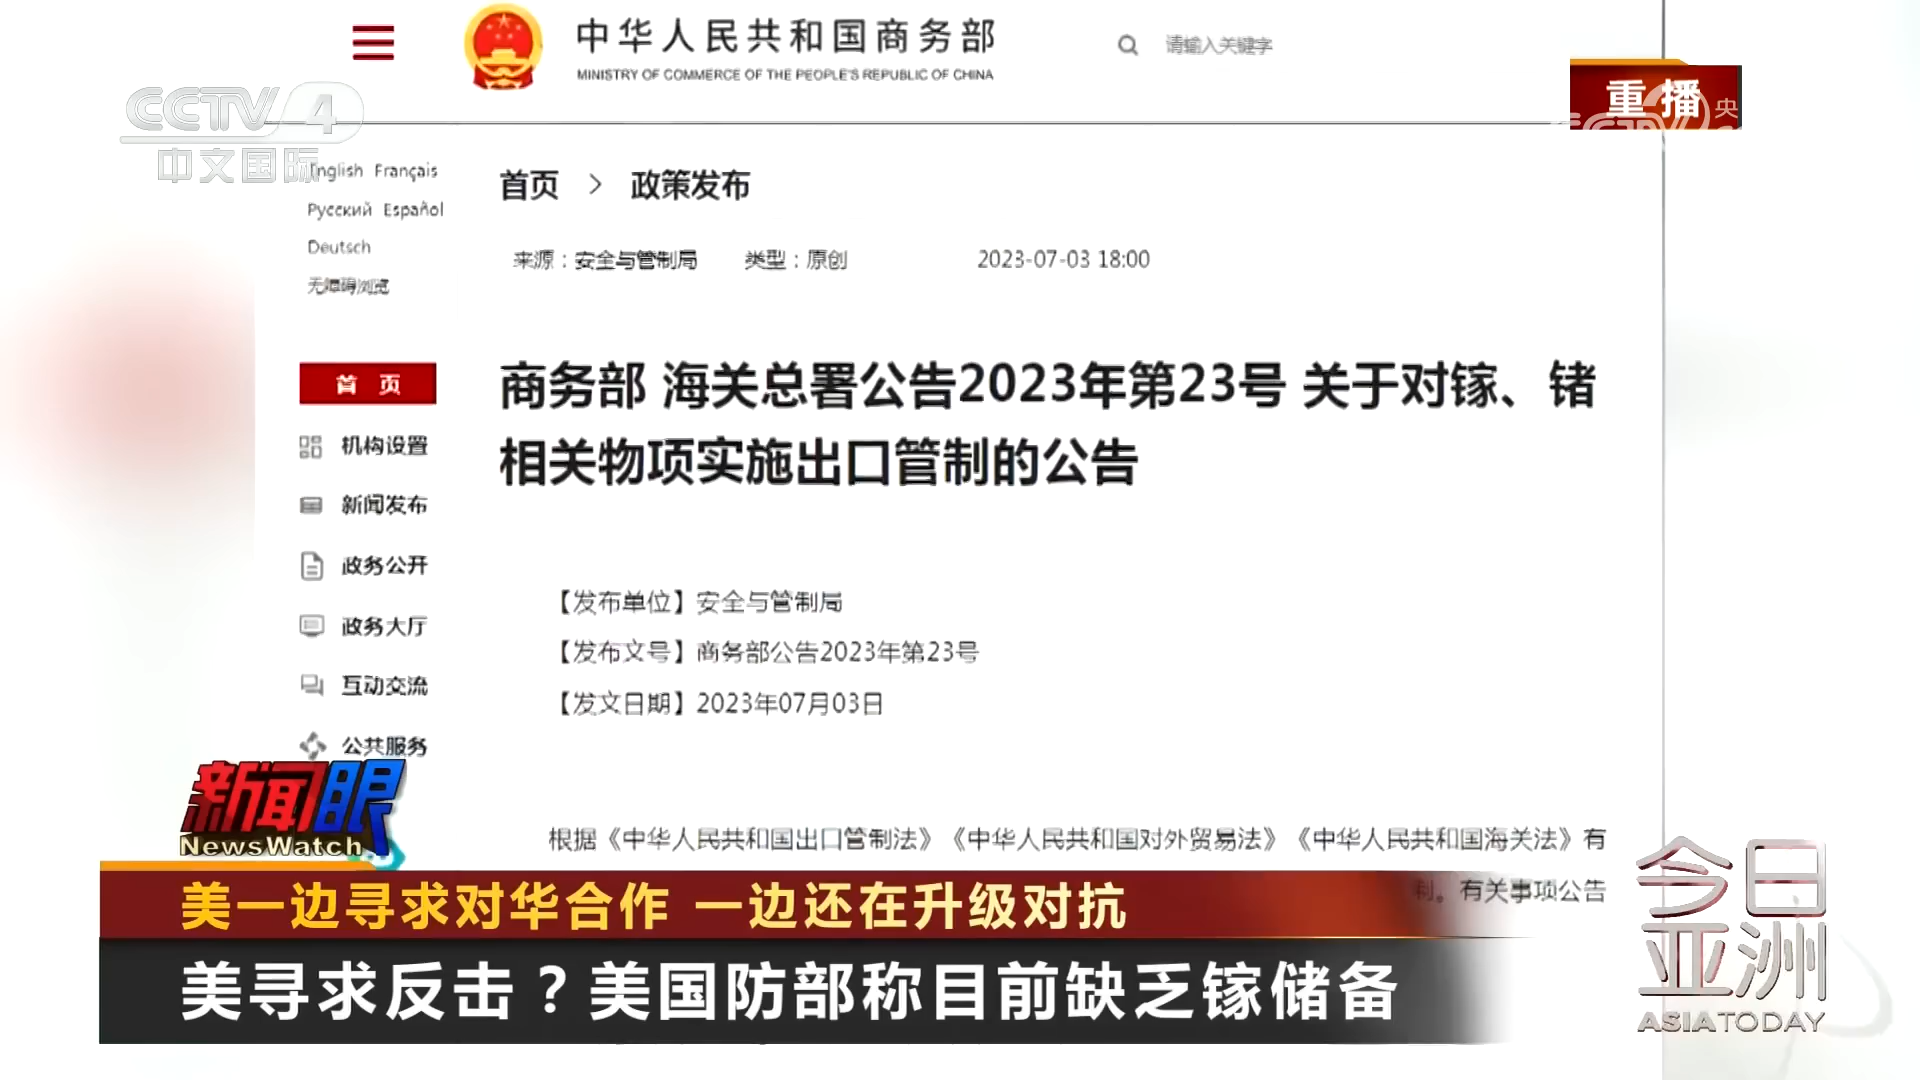 中华人民共和国商务部
MINISTRY OF COMMERCE OF THE PEOPLE'S REPUBLIC OF CHINA
请输入关键字
CCTV 4
中文国际
重播
央
English Français
Русский Español
Deutsch
无障碍浏览
首页 > 政策发布
来源：安全与管制局 类型：原创 2023-07-03 18:00
首 页
机构设置
新闻发布
政务公开
政务大厅
互动交流
公共服务
商务部 海关总署公告2023年第23号 关于对镓、锗
相关物项实施出口管制的公告
【发布单位】安全与管制局
【发布文号】商务部公告2023年第23号
【发文日期】2023年07月03日
根据《中华人民共和国出口管制法》《中华人民共和国对外贸易法》《中华人民共和国海关法》有
制。有关事项公告
新闻眼
NewsWatch
美一边寻求对华合作 一边还在升级对抗
美寻求反击？美国防部称目前缺乏镓储备
今日
亚洲
ASIA TODAY